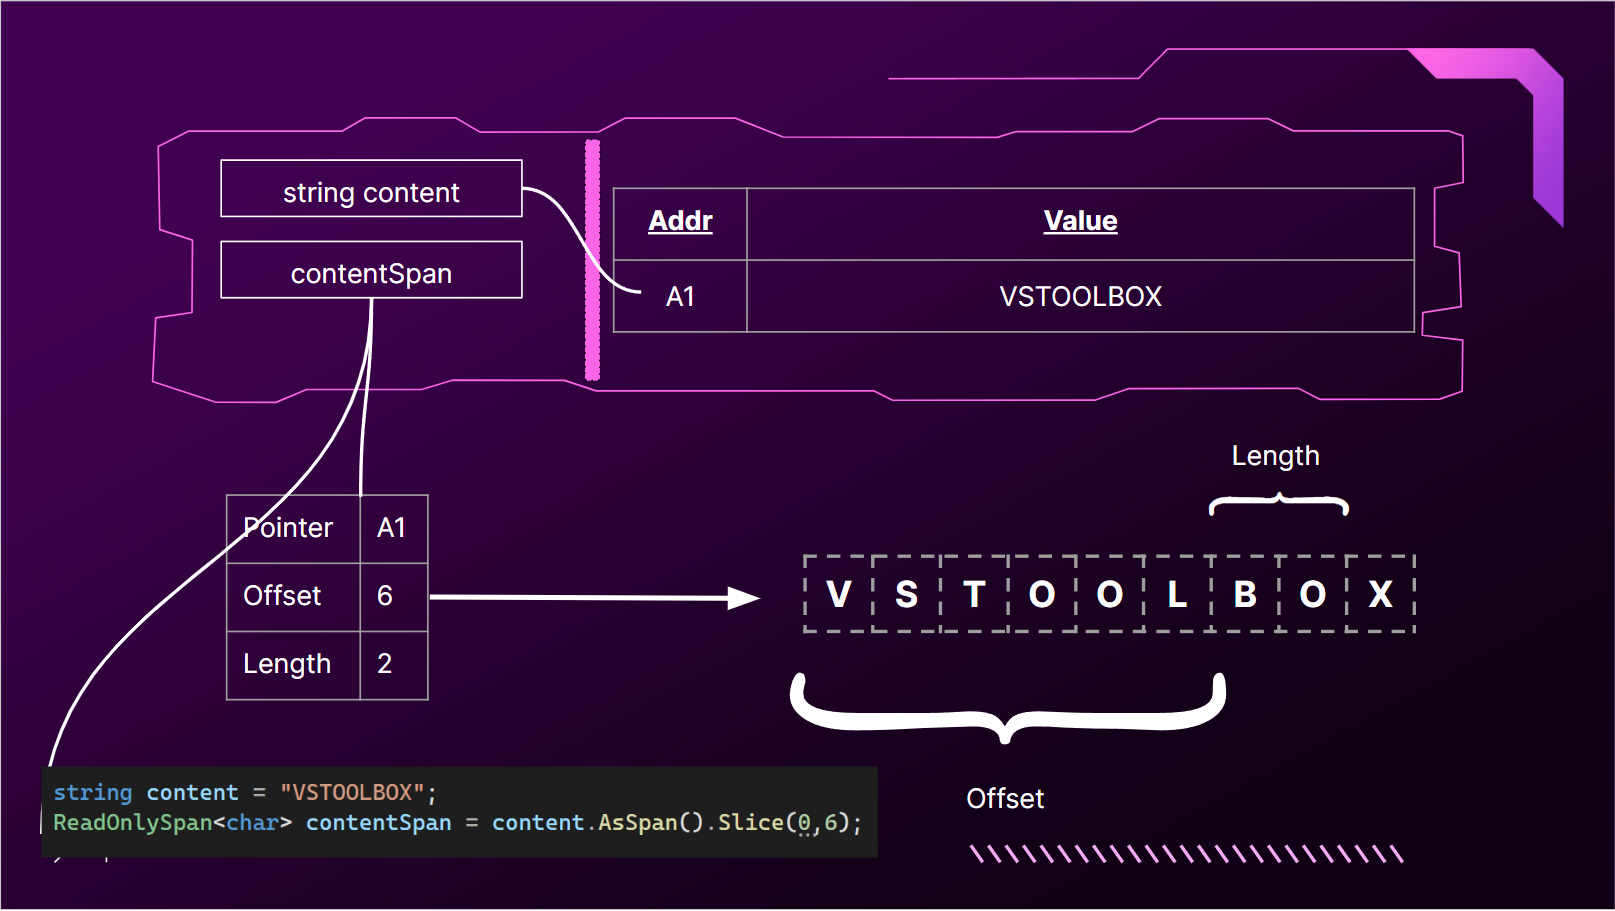 string content
contentSpan
Addr Value
A1 VSTOOLBOX
Length
Pointer A1
Offset 6
Length 2
V S T O O L B O X
Offset
string content = "VSTOOLBOX";
ReadOnlySpan<char> contentSpan = content.AsSpan().Slice(0,6);